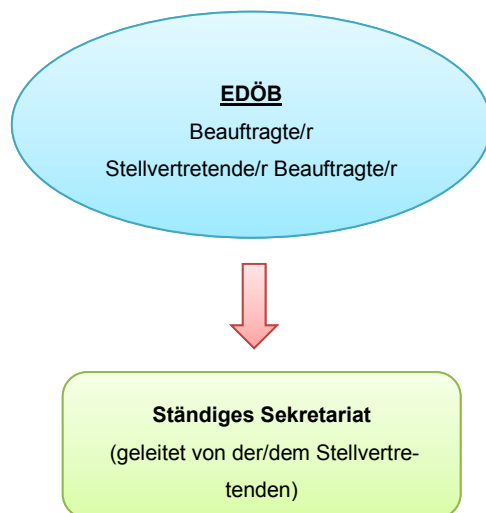 EDÖB
Beauftragte/r
Stellvertretende/r Beauftragte/r
Ständiges Sekretariat
(geleitet von der/dem Stellvertre-
tenden)